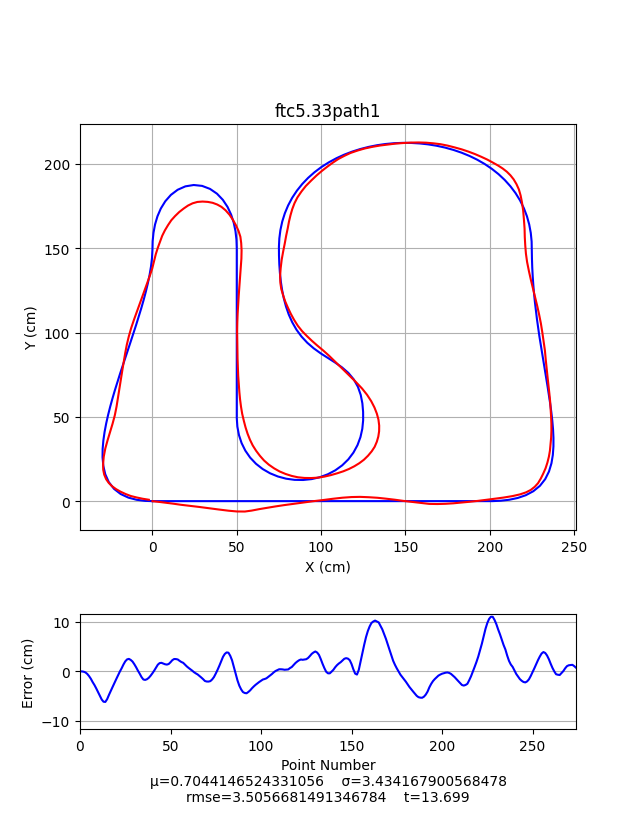 ftc5.33path1
200
150
100
50
0
Y (cm)
0 50 100 150 200 250
X (cm)
10
0
−10
Error (cm)
0 50 100 150 200 250
Point Number
μ=0.7044146524331056 σ=3.434167900568478
rmse=3.5056681491346784 t=13.699